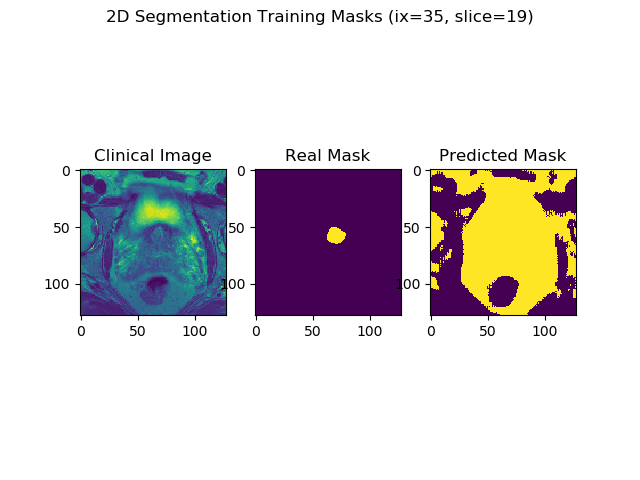 2D Segmentation Training Masks (ix=35, slice=19)
Clinical Image Real Mask Predicted Mask
0 0 0
50 50 50
100 100 100
0 50 100 0 50 100 0 50 100